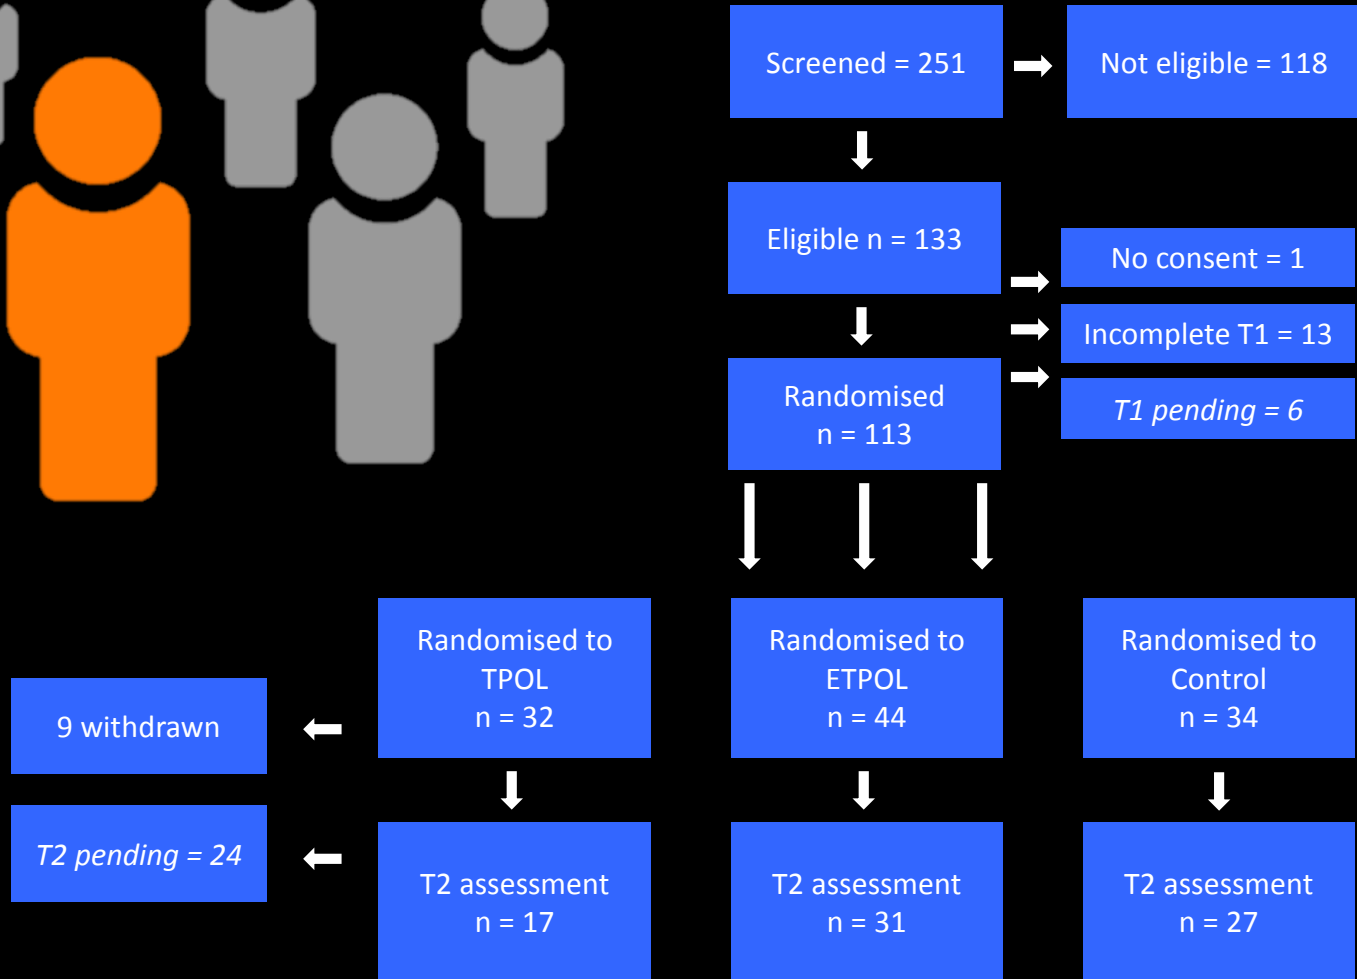 Screened = 251
Not eligible = 118
Eligible n = 133
No consent = 1
Incomplete T1 = 13
T1 pending = 6
Randomised
n = 113
Randomised to
TPOL
n = 32
Randomised to
ETPOL
n = 44
Randomised to
Control
n = 34
9 withdrawn
T2 pending = 24
T2 assessment
n = 17
T2 assessment
n = 31
T2 assessment
n = 27